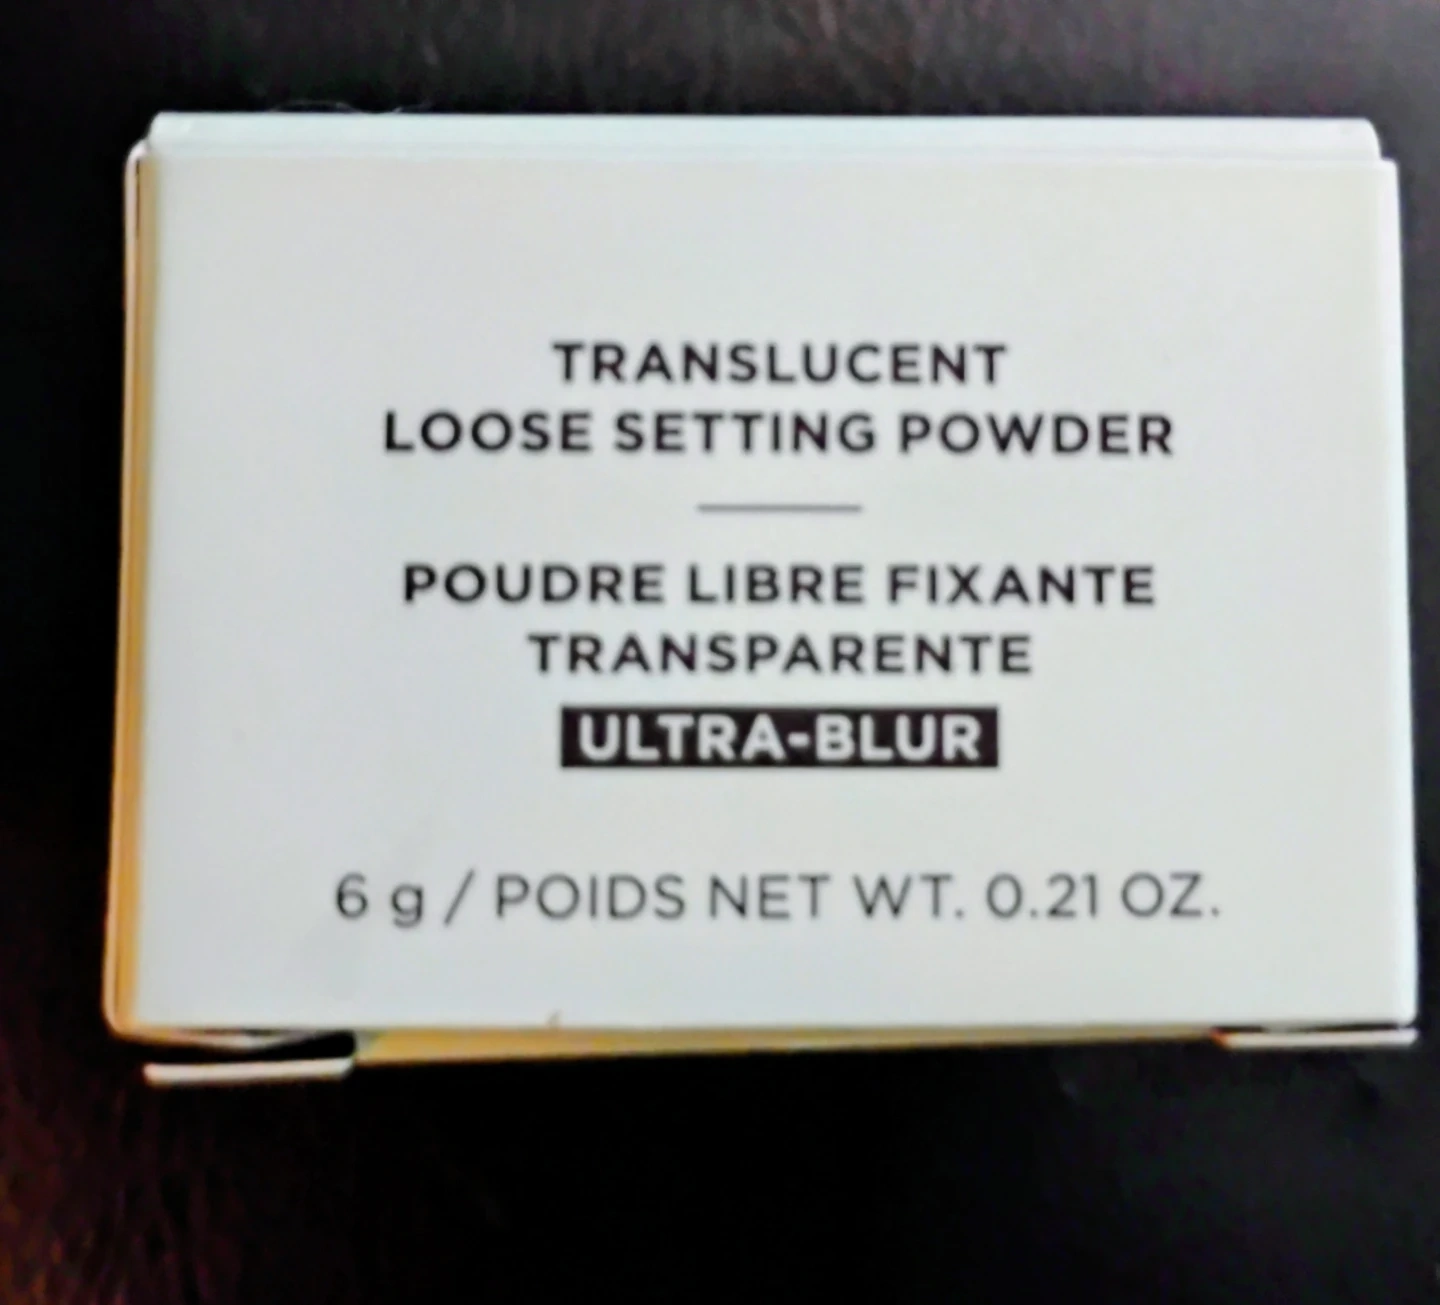 TRANSLUCENT
LOOSE SETTING POWDER
POUDRE LIBRE FIXANTE
TRANSPARENTE
ULTRA-BLUR
6 g / POIDS NET WT. 0.21 OZ.